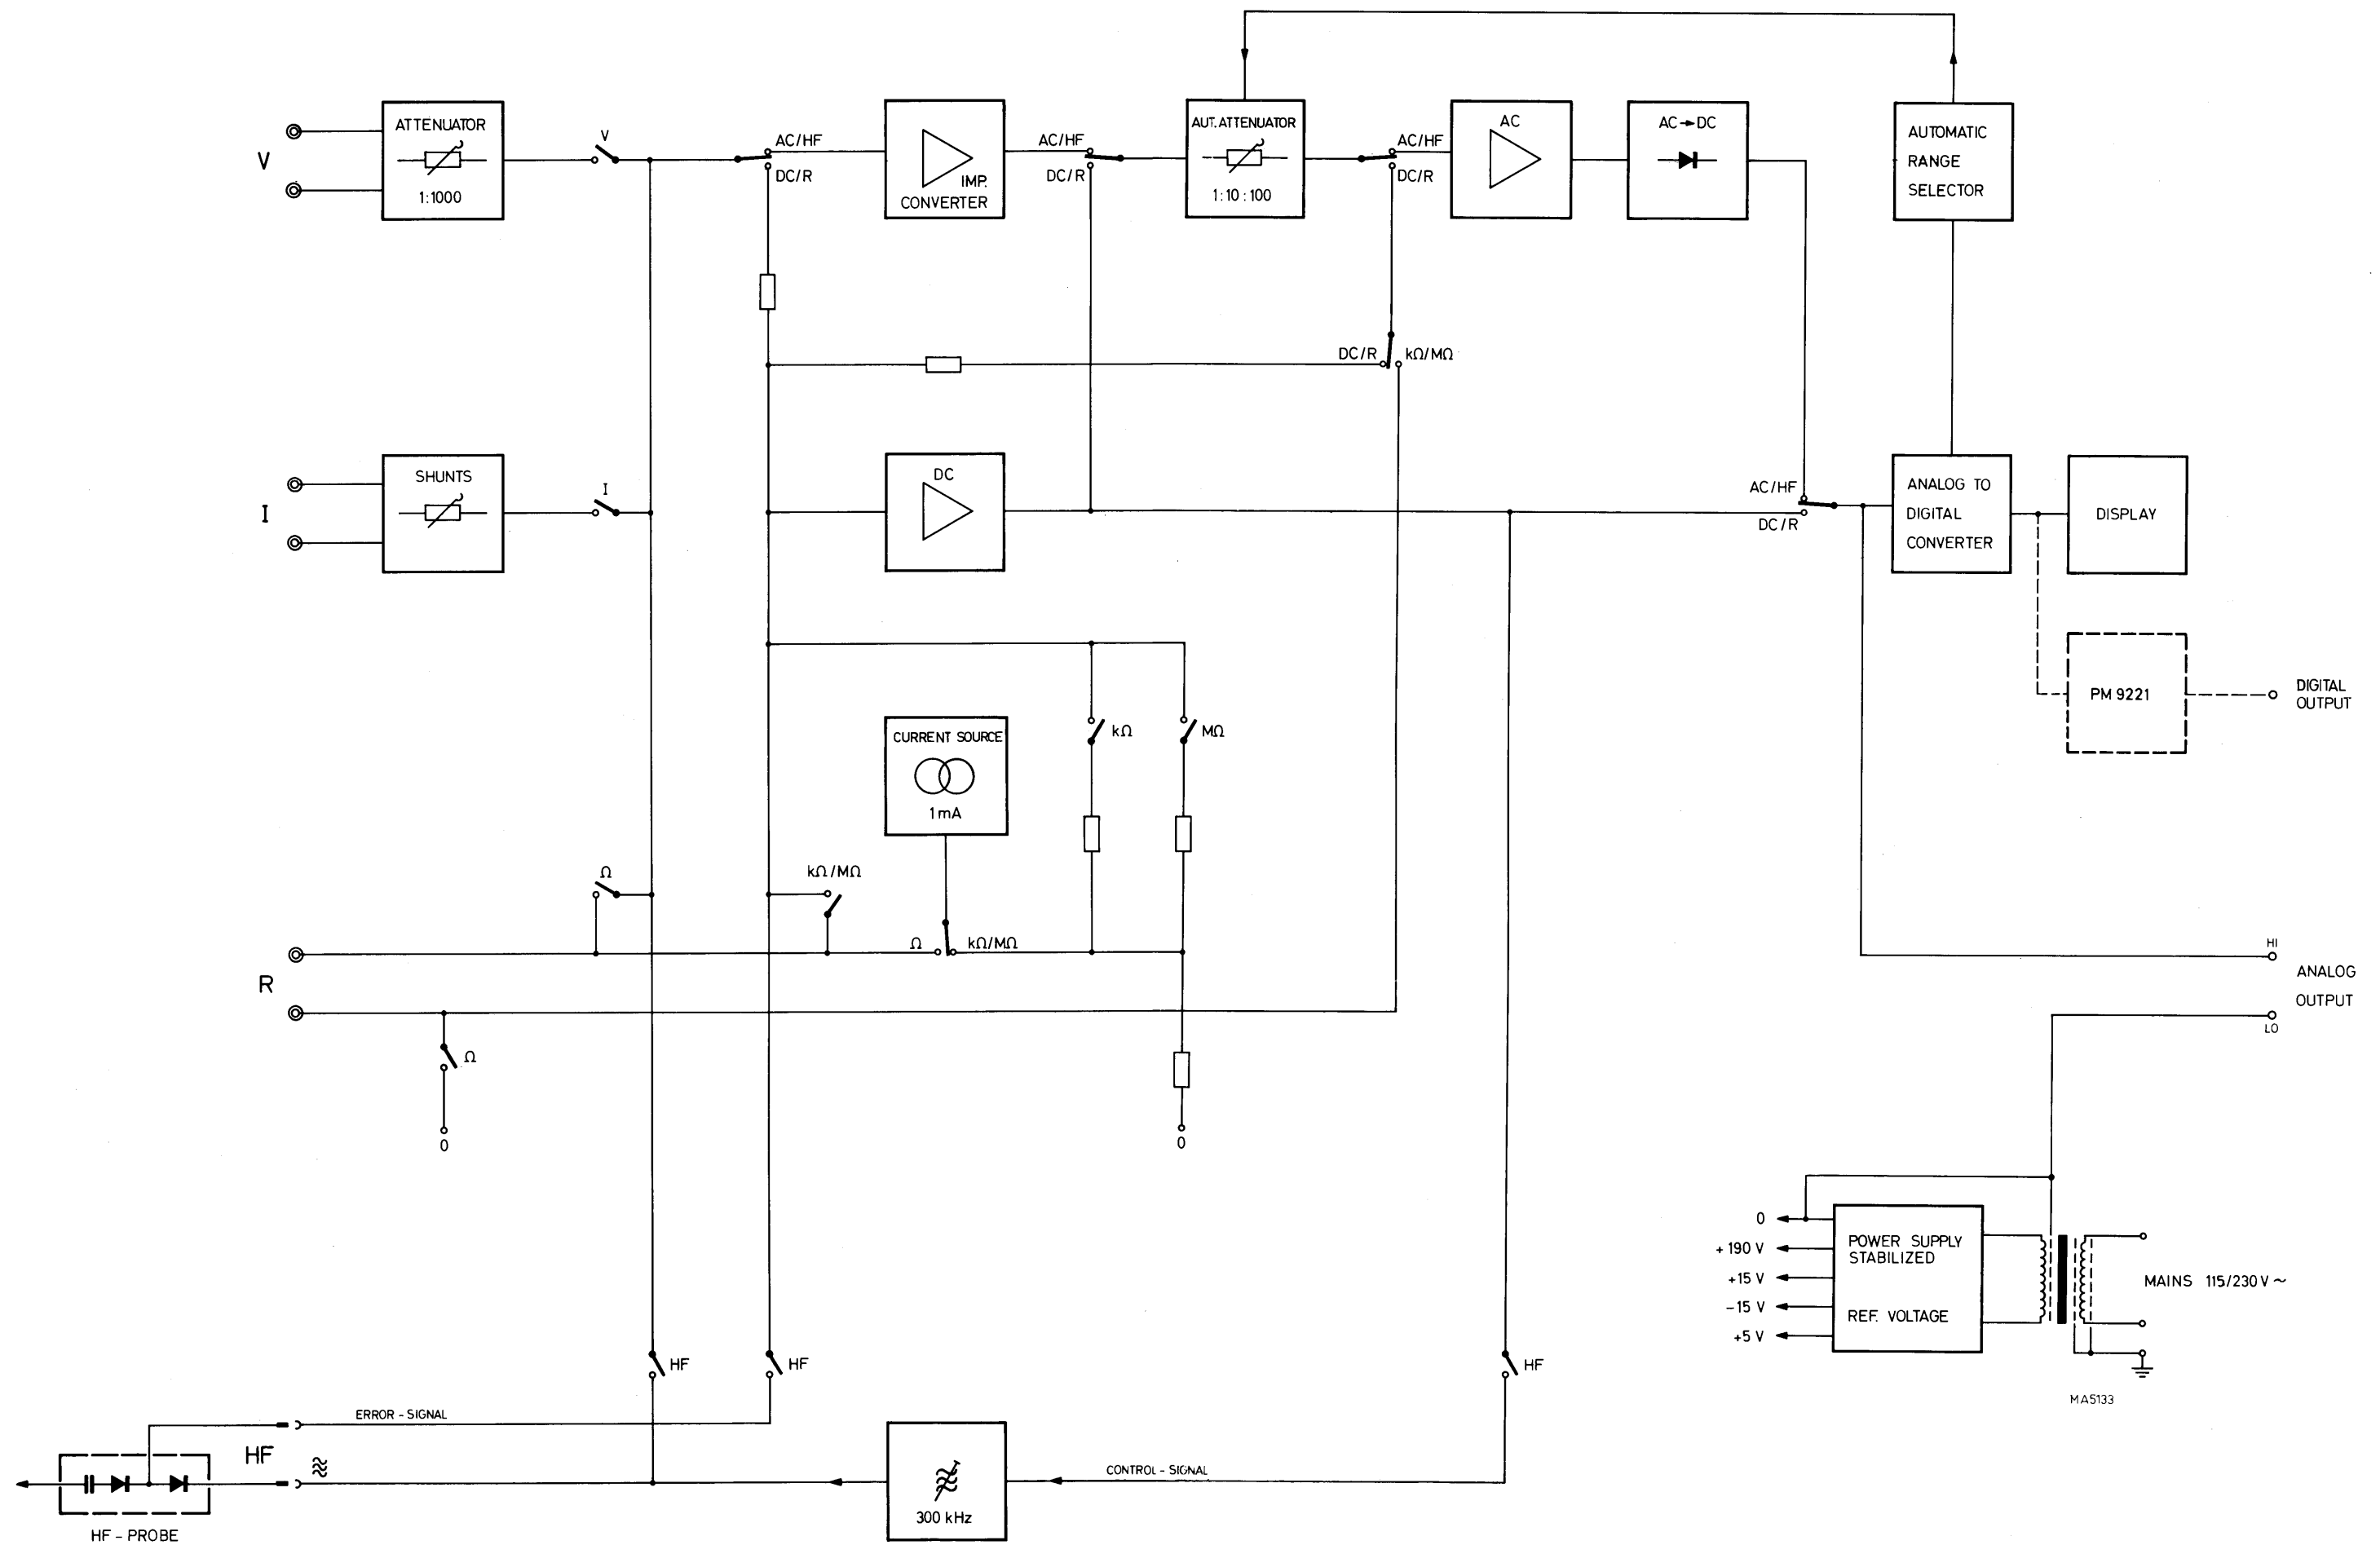 V
ATTENUATOR
1:1000
V
AC/HF
DC/R
IMP.
CONVERTER
AC/HF
DC/R
AUT. ATTENUATOR
1:10:100
AC/HF
DC/R
AC
AC→DC
AUTOMATIC
RANGE
SELECTOR
DC/R
kΩ/MΩ
I
SHUNTS
I
DC
AC/HF
DC/R
ANALOG TO
DIGITAL
CONVERTER
DISPLAY
PM 9221
DIGITAL
OUTPUT
CURRENT SOURCE
1mA
kΩ
MΩ
Ω
kΩ/MΩ
Ω
kΩ/MΩ
R
Ω
0
0
HI
ANALOG
OUTPUT
LO
0
+190 V
+15 V
-15 V
+5 V
POWER SUPPLY
STABILIZED
REF. VOLTAGE
MAINS 115/230V ~
MA5133
HF
HF
HF
ERROR - SIGNAL
HF
CONTROL - SIGNAL
300 kHz
HF - PROBE